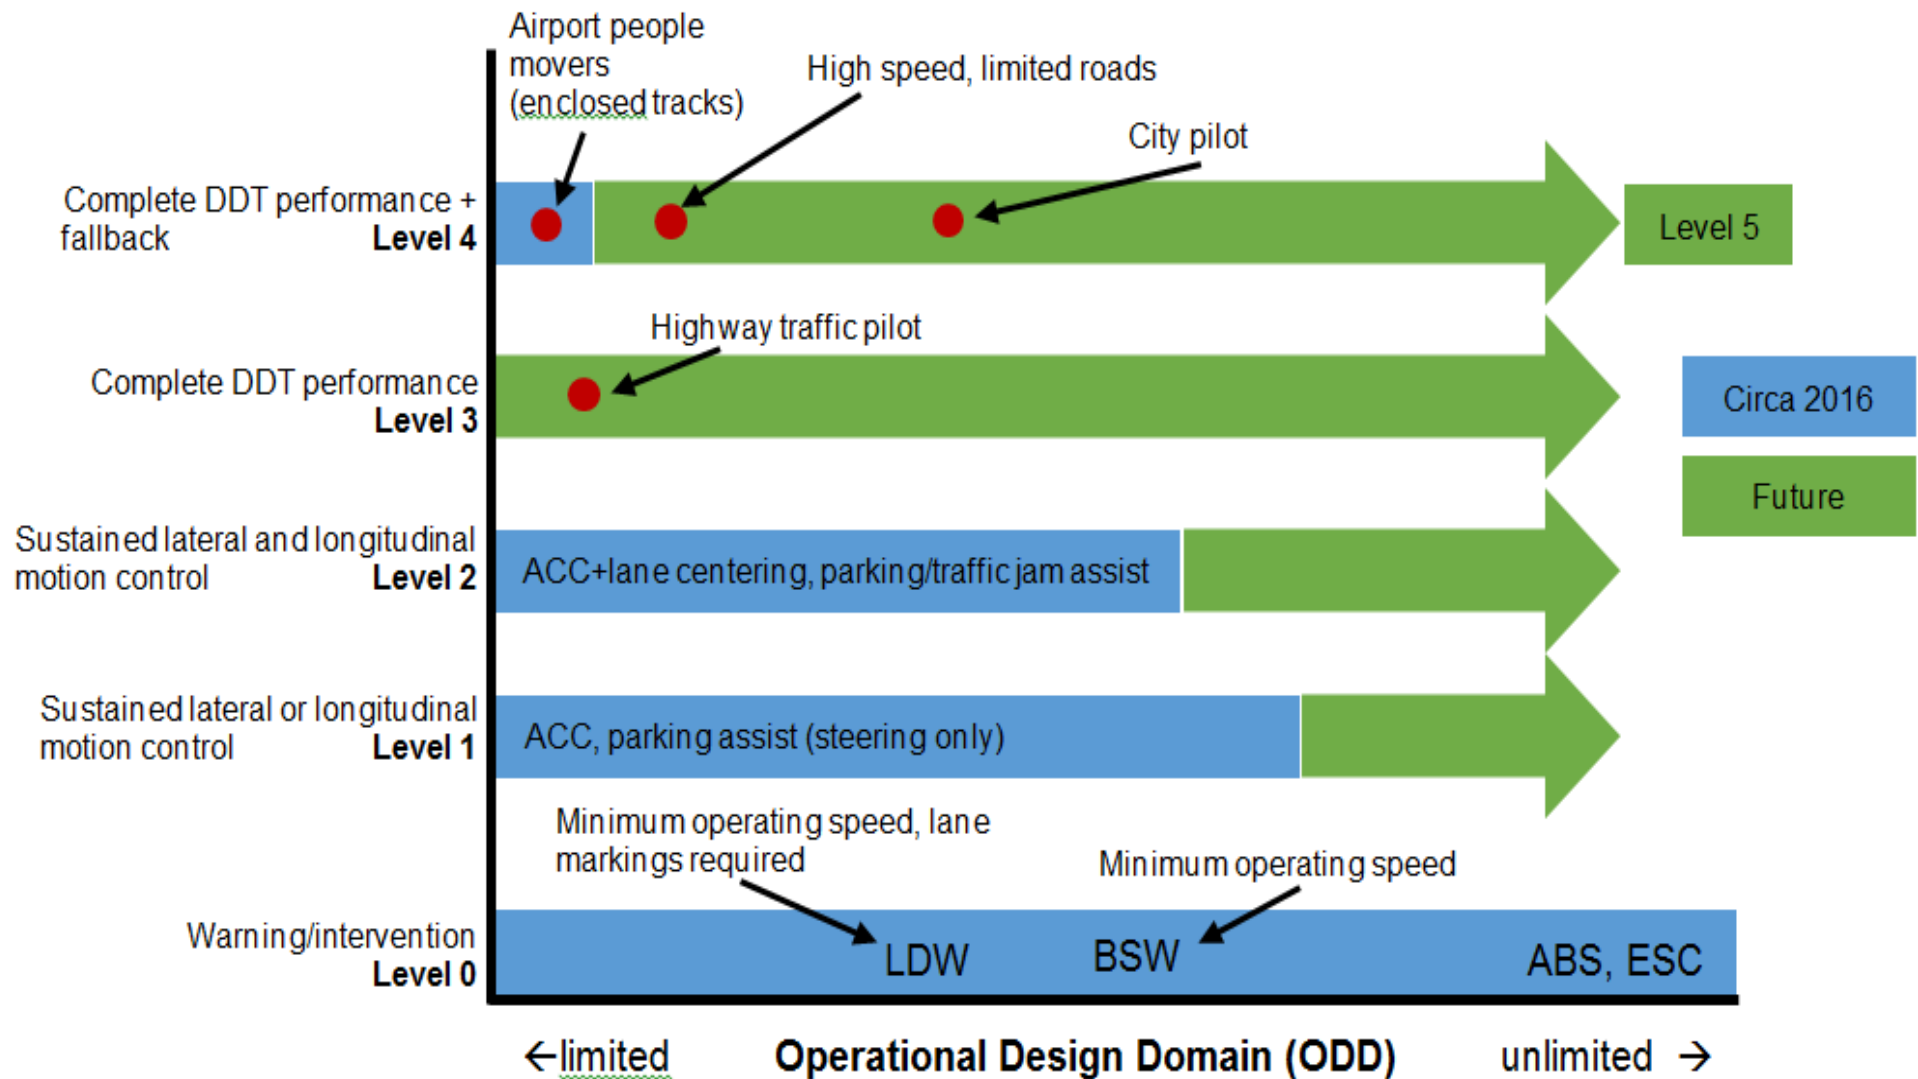 Airport people
movers
(enclosed tracks)
High speed, limited roads
City pilot
Complete DDT performance +
fallback Level 4
Level 5
Highway traffic pilot
Complete DDT performance
Level 3
Circa 2016
Future
Sustained lateral and longitudinal
motion control Level 2
ACC+lane centering, parking/traffic jam assist
Sustained lateral or longitudinal
motion control Level 1
ACC, parking assist (steering only)
Minimum operating speed, lane
markings required
Minimum operating speed
Warning/intervention
Level 0
LDW
BSW
ABS, ESC
←limited Operational Design Domain (ODD) unlimited →